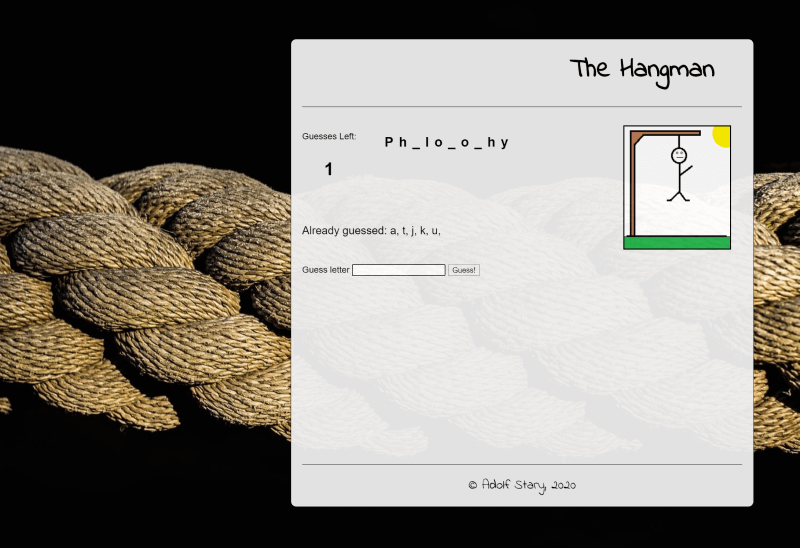 The Hangman
Guesses Left:
P h _ l o _ o _ h y
1
Already guessed: a, t, j, k, u,
Guess letter
Guess!
© Adolf Stary, 2020